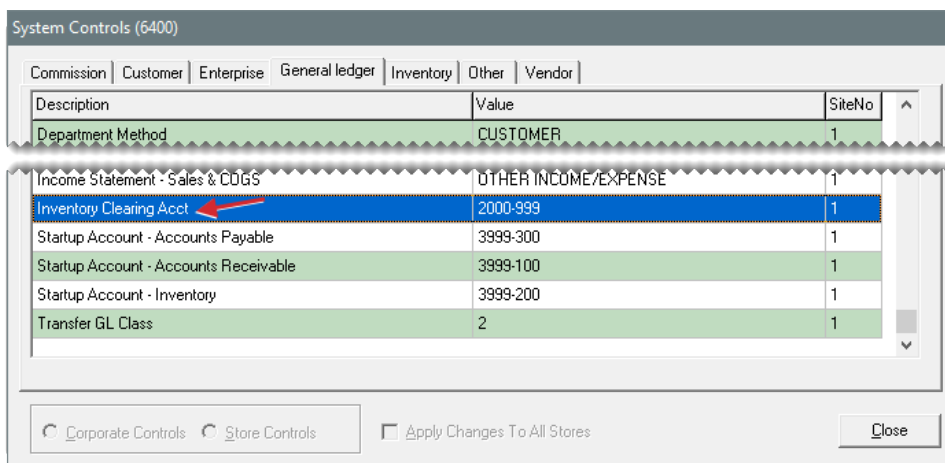 System Controls (6400)
Commission Customer Enterprise General ledger Inventory Other Vendor
Description Value SiteNo
Department Method CUSTOMER 1
Income Statement - Sales & COGS OTHER INCOME/EXPENSE 1
Inventory Clearing Acct 2000-999 1
Startup Account - Accounts Payable 3999-300 1
Startup Account - Accounts Receivable 3999-100 1
Startup Account - Inventory 3999-200 1
Transfer GL Class 2 1
Corporate Controls Store Controls Apply Changes To All Stores Close